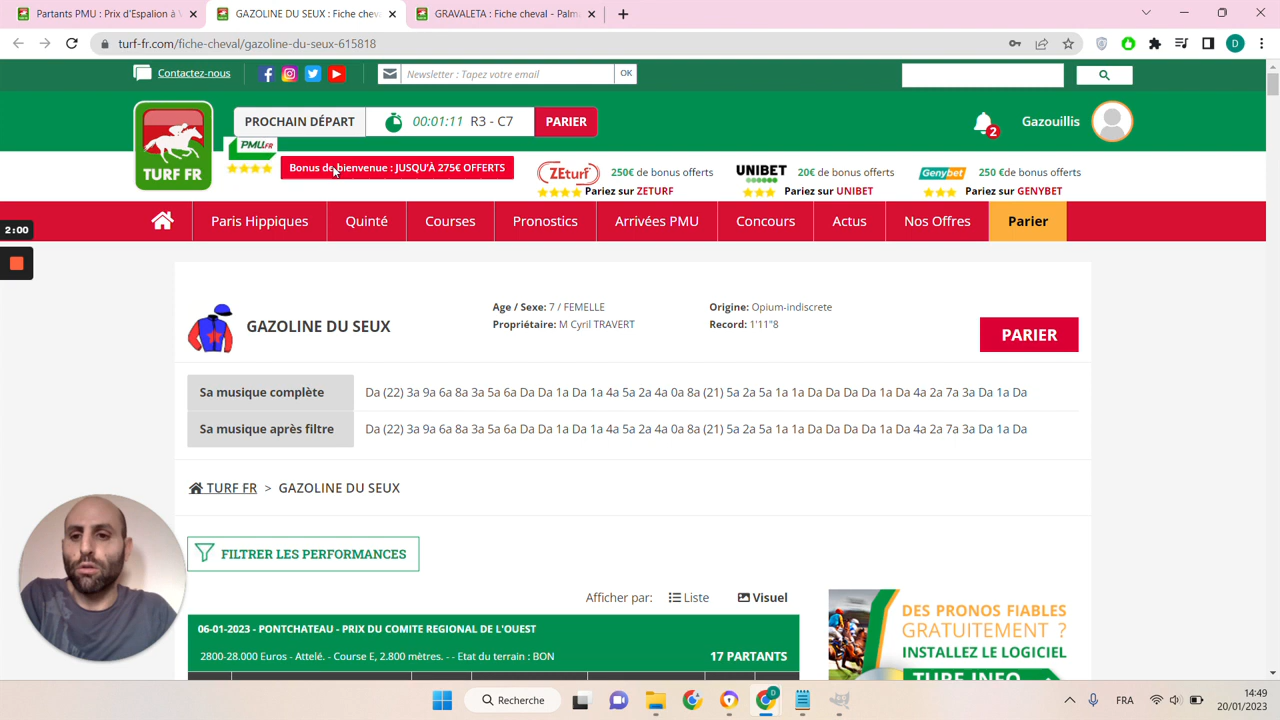 Partants PMU : Prix d'Espalion à V
GAZOLINE DU SEUX : Fiche chev
GRAVALETA : Fiche cheval - Palma
turf-fr.com/fiche-cheval/gazoline-du-seux-615818
Contactez-nous
Newsletter : Tapez votre email
OK
PROCHAIN DÉPART
00:01:11 R3 - C7
PARIER
2
Gazouillis
TURF FR
PMU.FR
Bonus de bienvenue : JUSQU'À 275€ OFFERTS
ZEturf
250€ de bonus offerts
Pariez sur ZETURF
UNIBET
20€ de bonus offerts
Pariez sur UNIBET
Genybet
250 €de bonus offerts
Pariez sur GENYBET
2:00
Paris Hippiques
Quinté
Courses
Pronostics
Arrivées PMU
Concours
Actus
Nos Offres
Parier
GAZOLINE DU SEUX
Age / Sexe: 7 / FEMELLE
Propriétaire: M Cyril TRAVERT
Origine: Opium-indiscrete
Record: 1'11"8
PARIER
Sa musique complète
Da (22) 3a 9a 6a 8a 3a 5a 6a Da Da 1a Da 1a 4a 5a 2a 4a 0a 8a (21) 5a 2a 5a 1a 1a Da Da Da Da 1a Da 4a 2a 7a 3a Da 1a Da
Sa musique après filtre
Da (22) 3a 9a 6a 8a 3a 5a 6a Da Da 1a Da 1a 4a 5a 2a 4a 0a 8a (21) 5a 2a 5a 1a 1a Da Da Da Da 1a Da 4a 2a 7a 3a Da 1a Da
TURF FR > GAZOLINE DU SEUX
FILTRER LES PERFORMANCES
Afficher par: Liste Visuel
06-01-2023 - PONTCHATEAU - PRIX DU COMITE REGIONAL DE L'OUEST
2800-28.000 Euros - Attelé. - Course E, 2.800 mètres. - - Etat du terrain : BON
17 PARTANTS
DES PRONOS FIABLES
GRATUITEMENT ?
INSTALLEZ LE LOGICIEL
TURF INFO
Recherche
FRA
14:49
20/01/2023